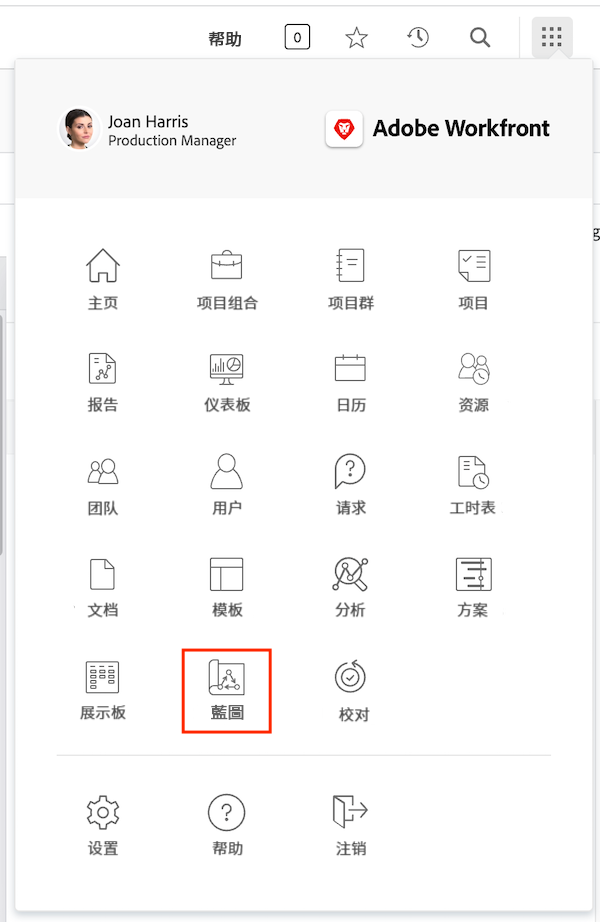 帮助
0
Joan Harris
Production Manager
Adobe Workfront
g
主页
项目组合
项目群
项目
报告
仪表板
日历
资源
团队
用户
请求
工时表
文档
模板
分析
方案
展示板
藍圖
校对
设置
帮助
注销